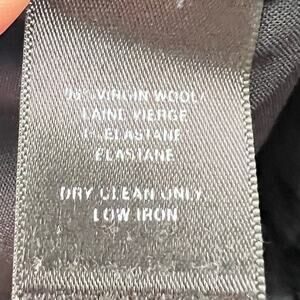 VIRGIN WOOL/
LAINE VIERGE
ELASTANE/
ELASTANE
DRY CLEAN ONLY.
LOW IRON